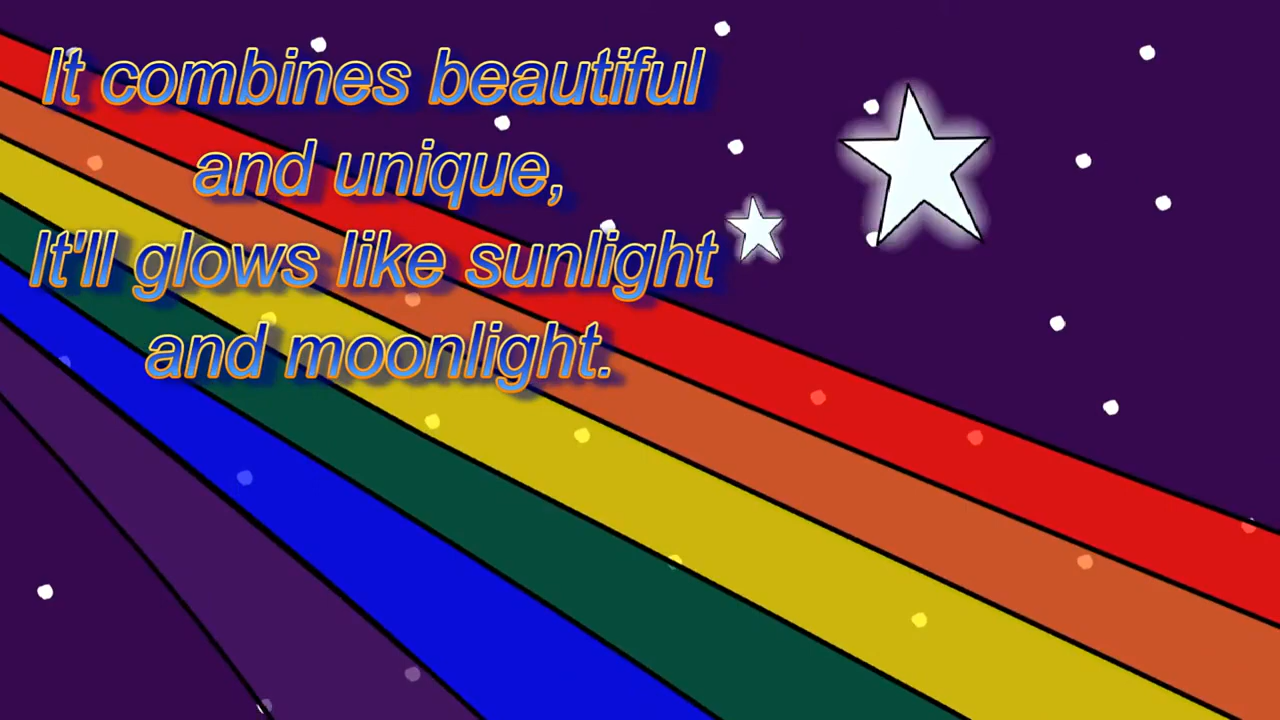 It combines beautiful
and unique,
It'll glows like sunlight
and moonlight.